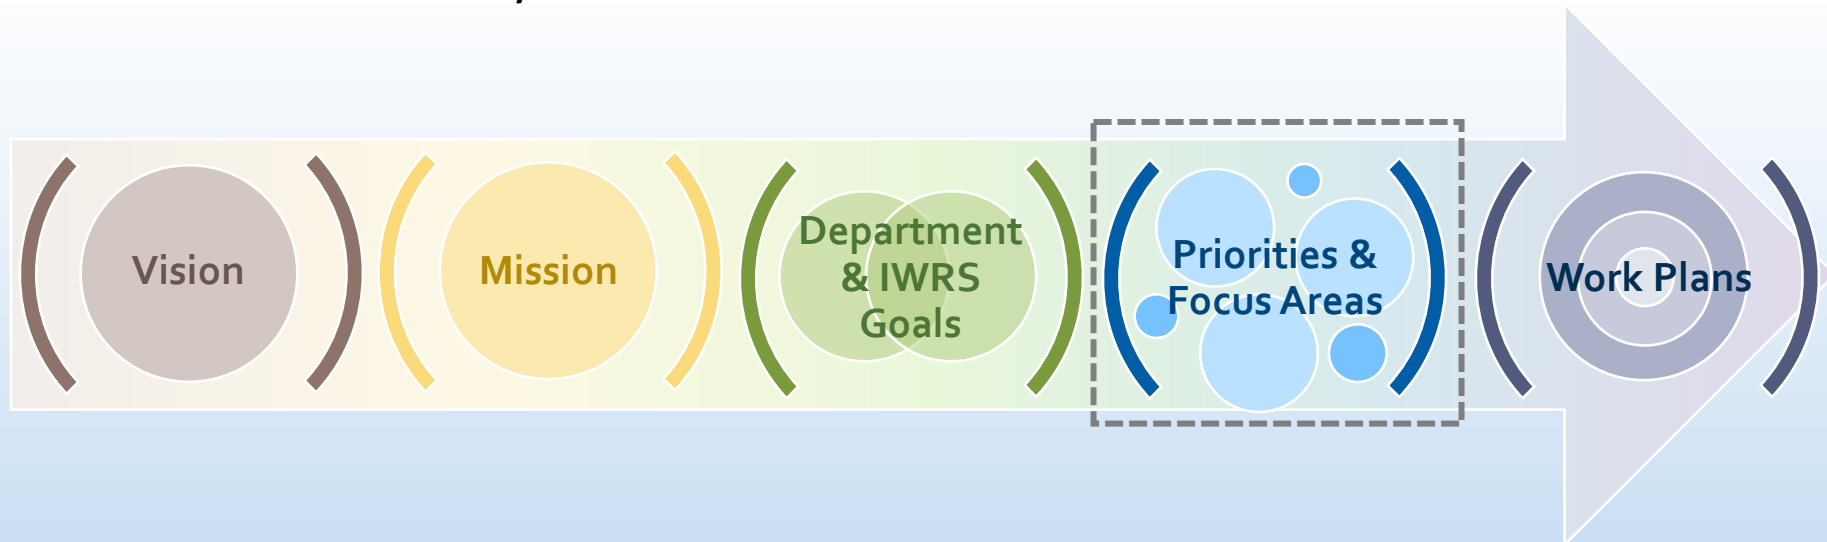 Vision
Mission
Department
& IWRS
Goals
Priorities &
Focus Areas
Work Plans